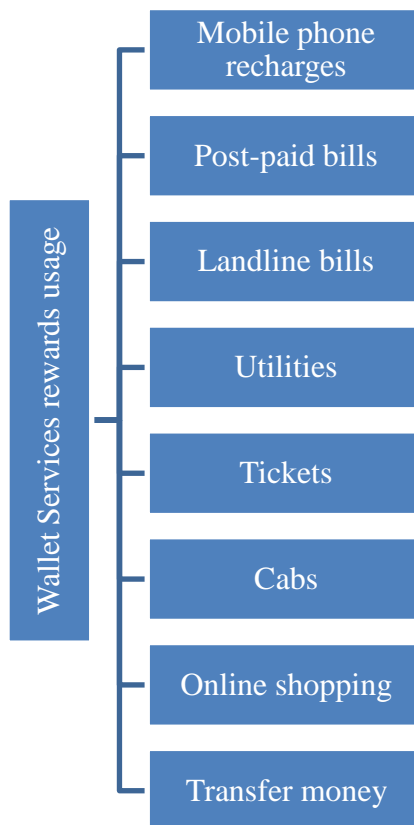 Wallet Services rewards usage
Mobile phone
recharges
Post-paid bills
Landline bills
Utilities
Tickets
Cabs
Online shopping
Transfer money